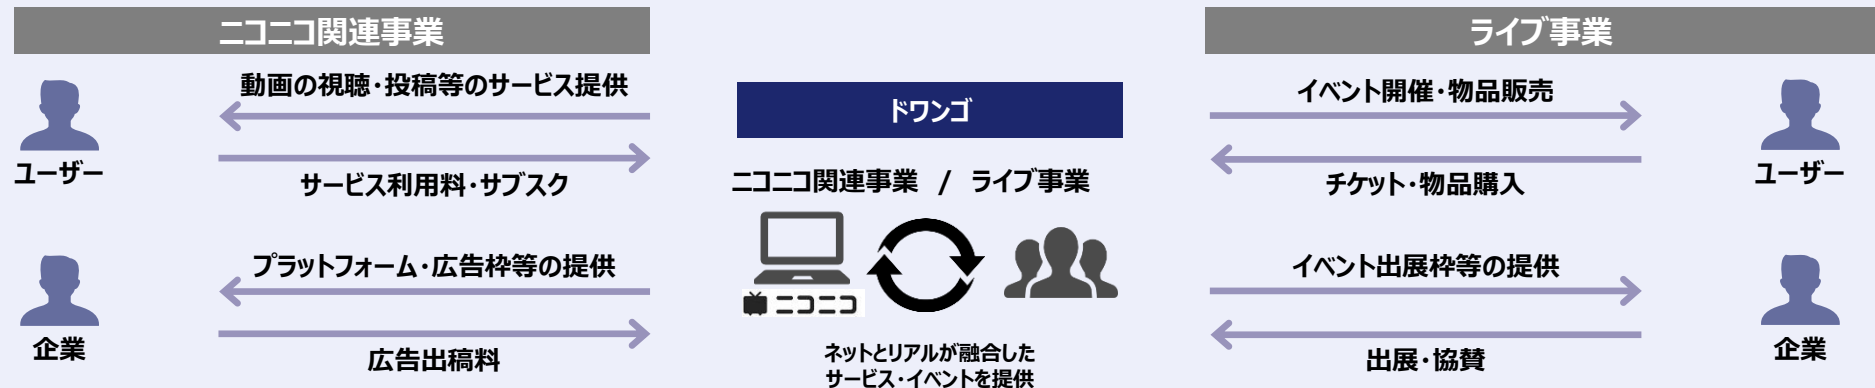 ニコニコ関連事業
動画の視聴・投稿等のサービス提供
ユーザー
サービス利用料・サブスク
プラットフォーム・広告枠等の提供
企業
広告出稿料
ドワンゴ
ニコニコ関連事業 / ライブ事業
ニコニコ
ネットとリアルが融合した
サービス・イベントを提供
ライブ事業
イベント開催・物品販売
ユーザー
チケット・物品購入
イベント出展枠等の提供
企業
出展・協賛